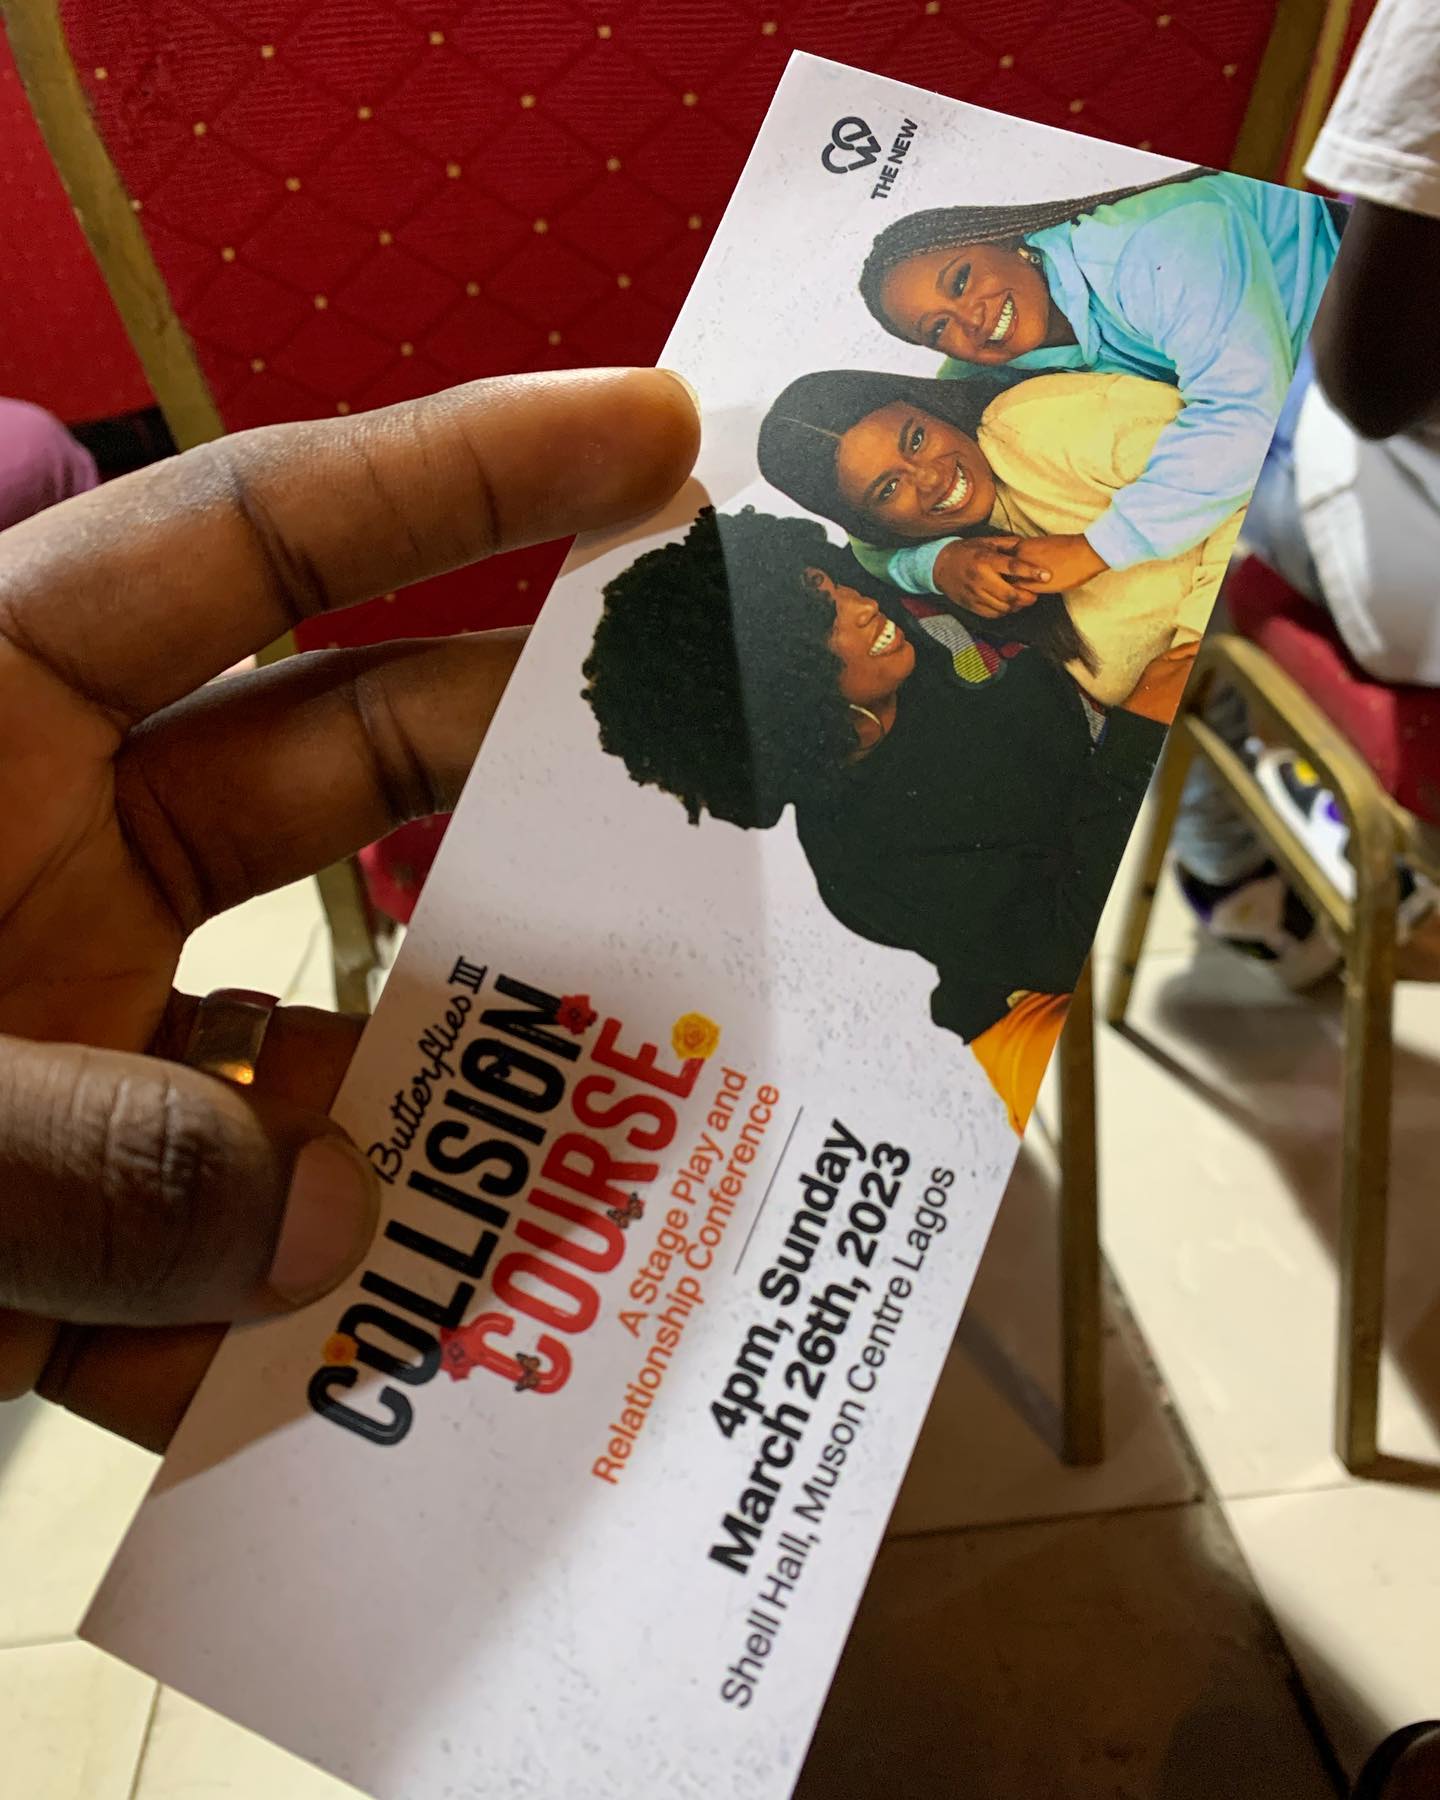 THE NEW
Butterflies III
COLLISION
COURSE
A Stage Play and
Relationship Conference
4pm, Sunday
March 26th, 2023
Shell Hall, Muson Centre Lagos